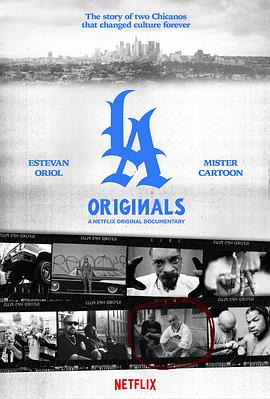 The story of two Chicanos
that changed culture forever
LA
ESTEVAN
ORIOL
MISTER
CARTOON
ORIGINALS
A NETFLIX ORIGINAL DOCUMENTARY
NETFLIX